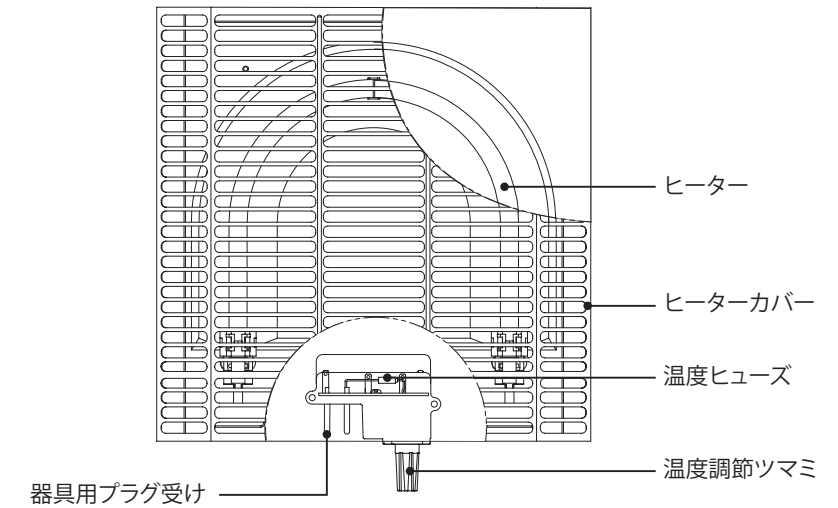 ヒーター
ヒーターカバー
温度ヒューズ
温度調節ツマミ
器具用プラグ受け